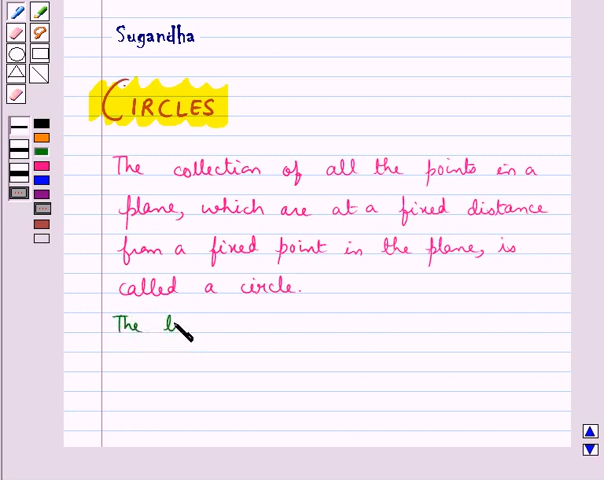 Sugandha
CIRCLES
The collection of all the points in a
plane, which are at a fixed distance
from a fixed point in the plane, is
called a circle.
The l